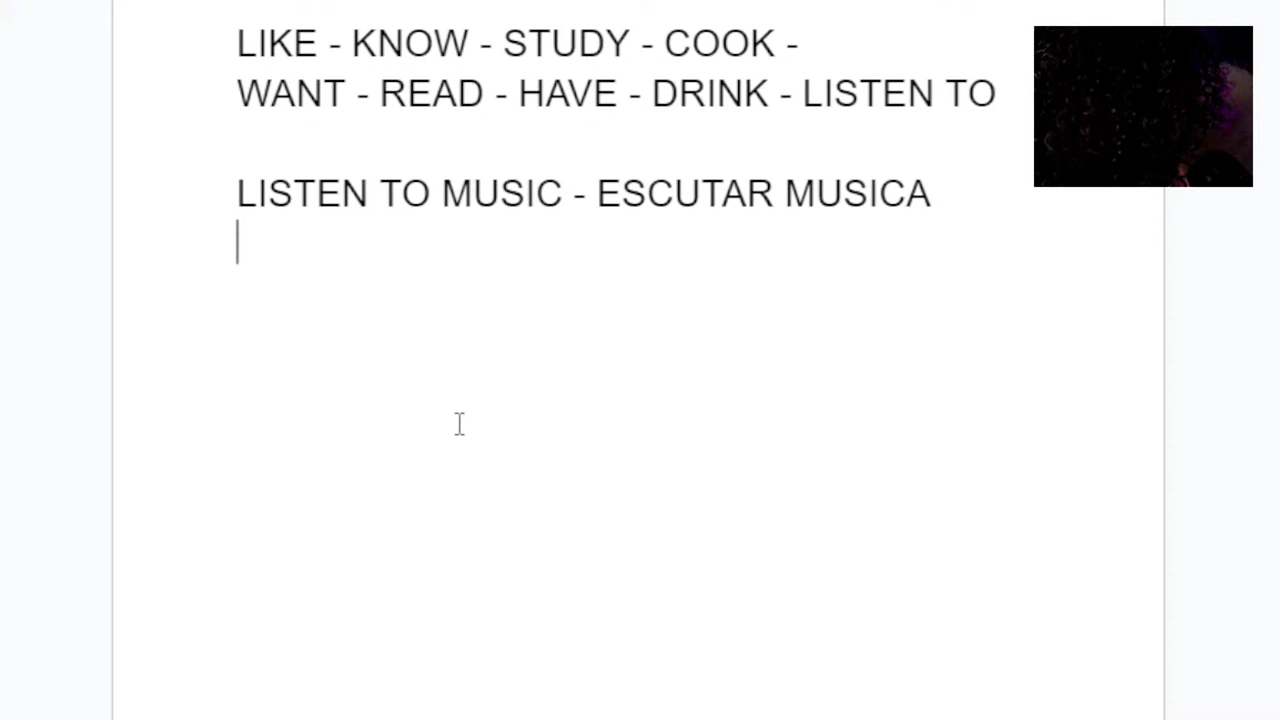 LIKE - KNOW - STUDY - COOK -
WANT - READ - HAVE - DRINK - LISTEN TO
LISTEN TO MUSIC - ESCUTAR MUSICA